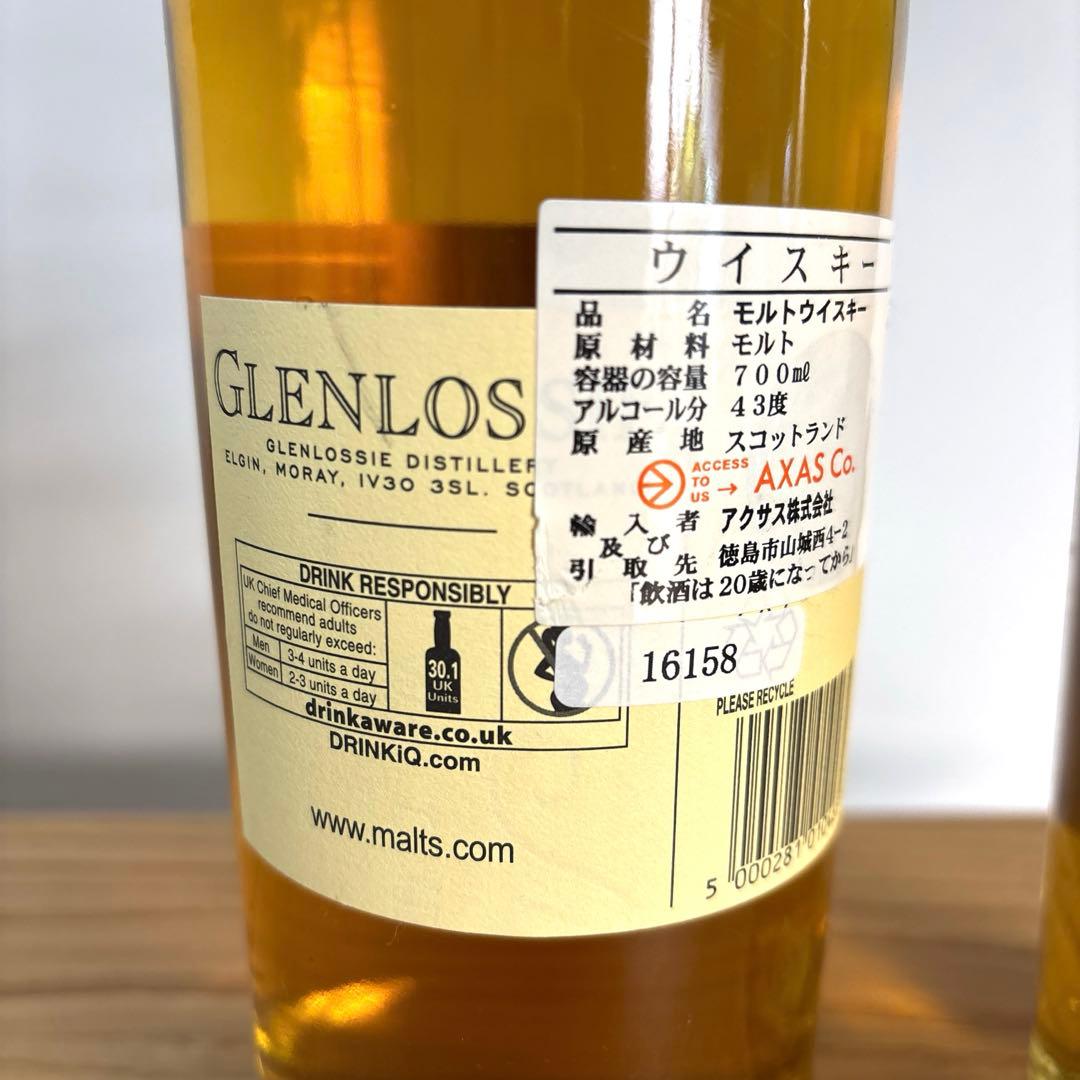 GLENLOS
GLENLOSSIE DISTILLERY
ELGIN, MORAY, IV30 3SL. SCOTLAND
DRINK RESPONSIBLY
UK Chief Medical Officers
recommend adults
do not regularly exceed:
Men 3-4 units a day
Women 2-3 units a day
30.1
UK
Units
drinkaware.co.uk
DRINKiQ.com
www.malts.com
ウイスキー
品名 モルトウイスキー
原材料 モルト
容器の容量 700㎖
アルコール分 43度
原産地 スコットランド
ACCESS
TO
US → AXAS Co.
輸入者 アクサス株式会社
及び
引取先 徳島市山城西4-2
「飲酒は20歳になってから」
16158
PLEASE RECYCLE
5 000281